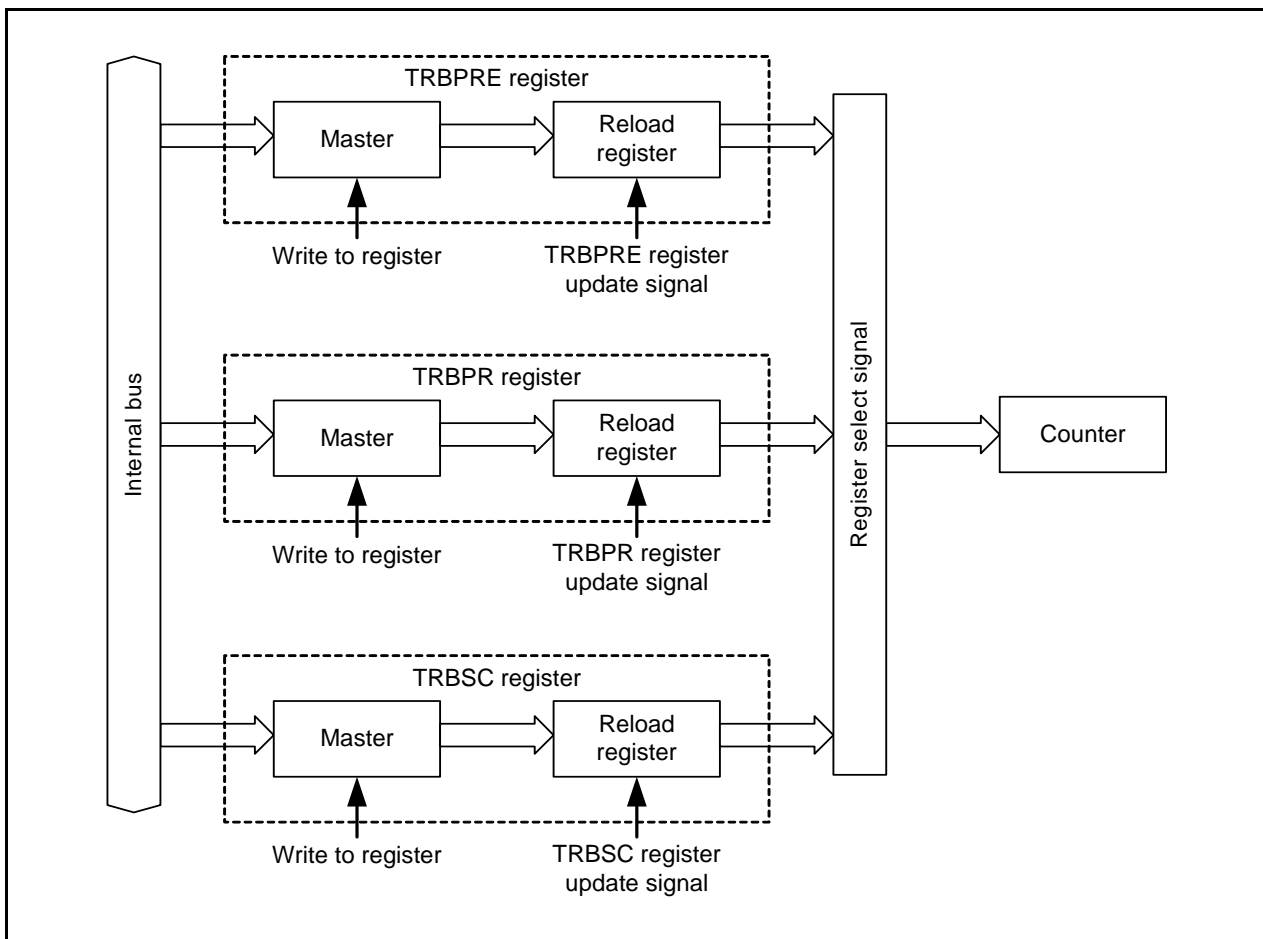 TRBPRE register
Master
Reload
register
Write to register
TRBPRE register
update signal
Internal bus
TRBPR register
Master
Reload
register
Write to register
TRBPR register
update signal
Register select signal
Counter
TRBSC register
Master
Reload
register
Write to register
TRBSC register
update signal